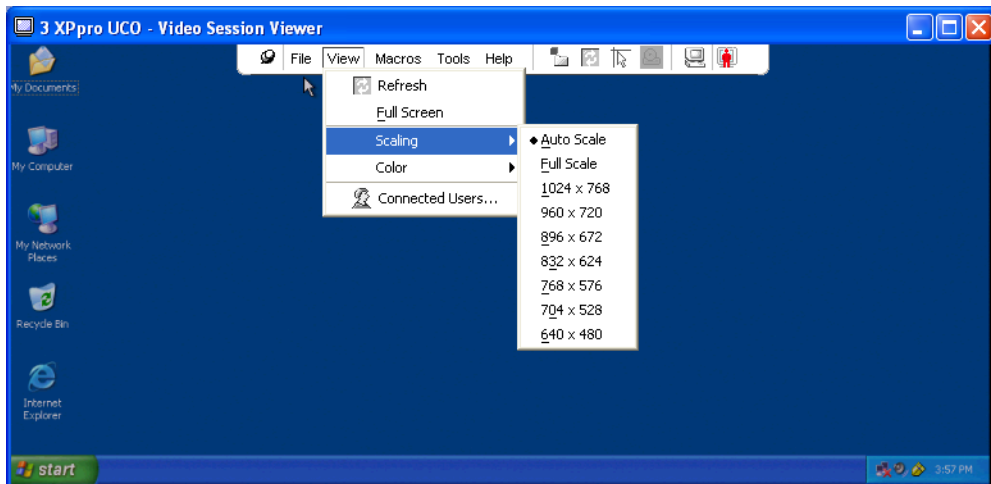 3 XPpro UCO - Video Session Viewer
File View Macros Tools Help
My Documents
Refresh
Full Screen
Scaling
Color
Connected Users...
Auto Scale
Full Scale
1024 x 768
960 x 720
896 x 672
832 x 624
768 x 576
704 x 528
640 x 480
My Computer
My Network
Places
Recycle Bin
Internet
Explorer
start
3:57 PM